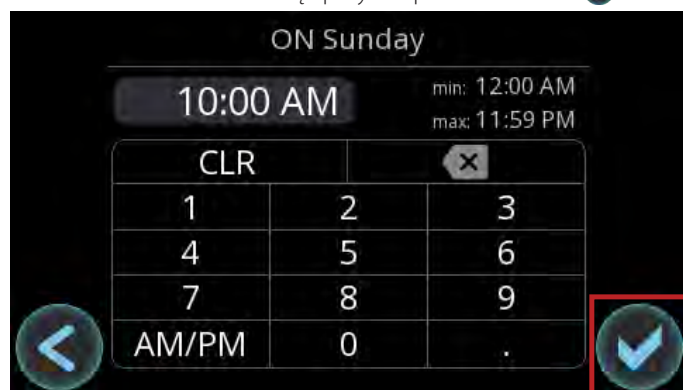 ON Sunday
10:00 AM
min: 12:00 AM
max: 11:59 PM
CLR
1 2 3
4 5 6
7 8 9
AM/PM 0 .